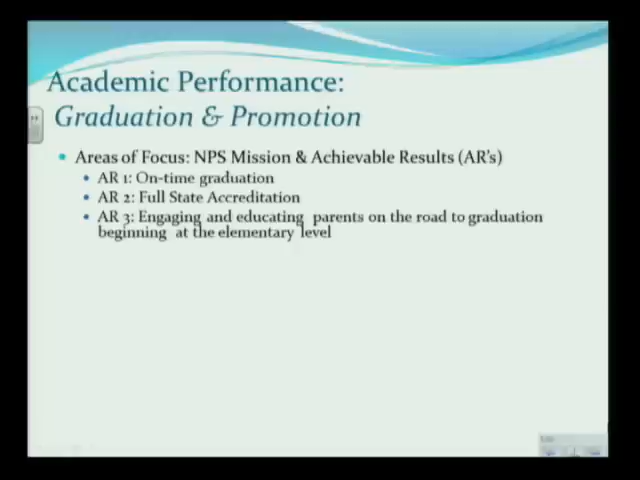 Academic Performance:
Graduation & Promotion
Areas of Focus: NPS Mission & Achievable Results (AR's)
AR 1: On-time graduation
AR 2: Full State Accreditation
AR 3: Engaging and educating parents on the road to graduation
beginning at the elementary level